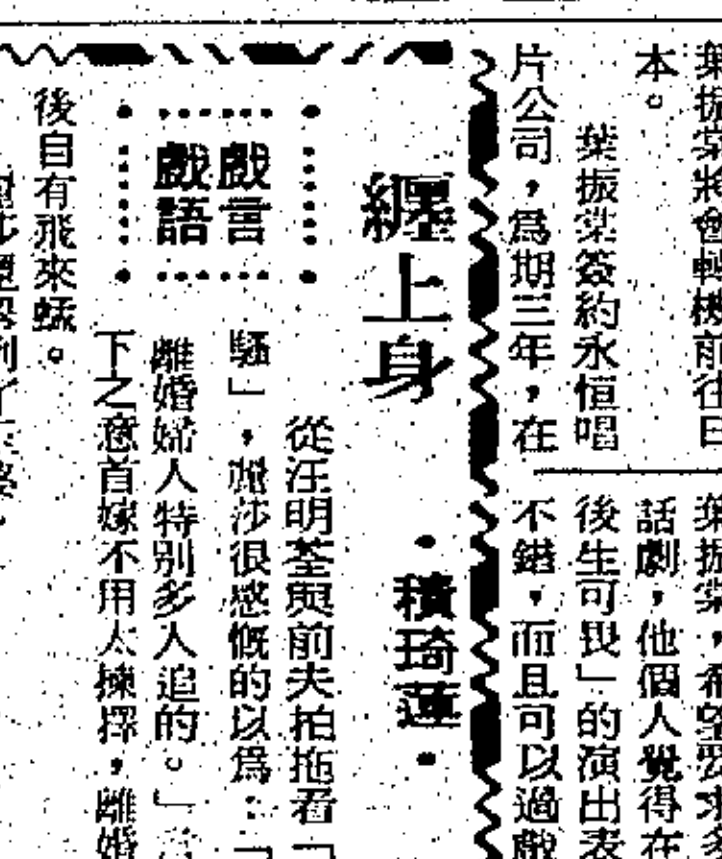 本。
葉振棠簽約永恒唱
片公司，爲期三年，在
話劇，他個人覺得在
後生可畏」的演出表
不錯，而且可以過戲
纏上身
·積琦蓮·
戲言
戲語
從汪明荃與前夫拍拖看「
騷」，殷莎很感慨的以爲：「
離婚婦人特別多人追的。」
下之意首嫁不用太揀擇，離婚
後自有飛來蜢。